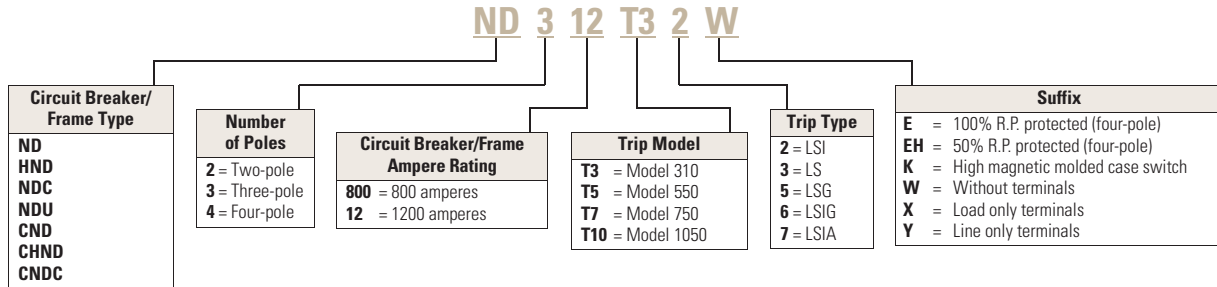 ND 3 12 T3 2 W
Circuit Breaker/
Frame Type
ND
HND
NDC
NDU
CND
CHND
CNDC
Number
of Poles
2 = Two-pole
3 = Three-pole
4 = Four-pole
Circuit Breaker/Frame
Ampere Rating
800 = 800 amperes
12 = 1200 amperes
Trip Model
T3 = Model 310
T5 = Model 550
T7 = Model 750
T10 = Model 1050
Trip Type
2 = LSI
3 = LS
5 = LSG
6 = LSIG
7 = LSIA
Suffix
E = 100% R.P. protected (four-pole)
EH = 50% R.P. protected (four-pole)
K = High magnetic molded case switch
W = Without terminals
X = Load only terminals
Y = Line only terminals